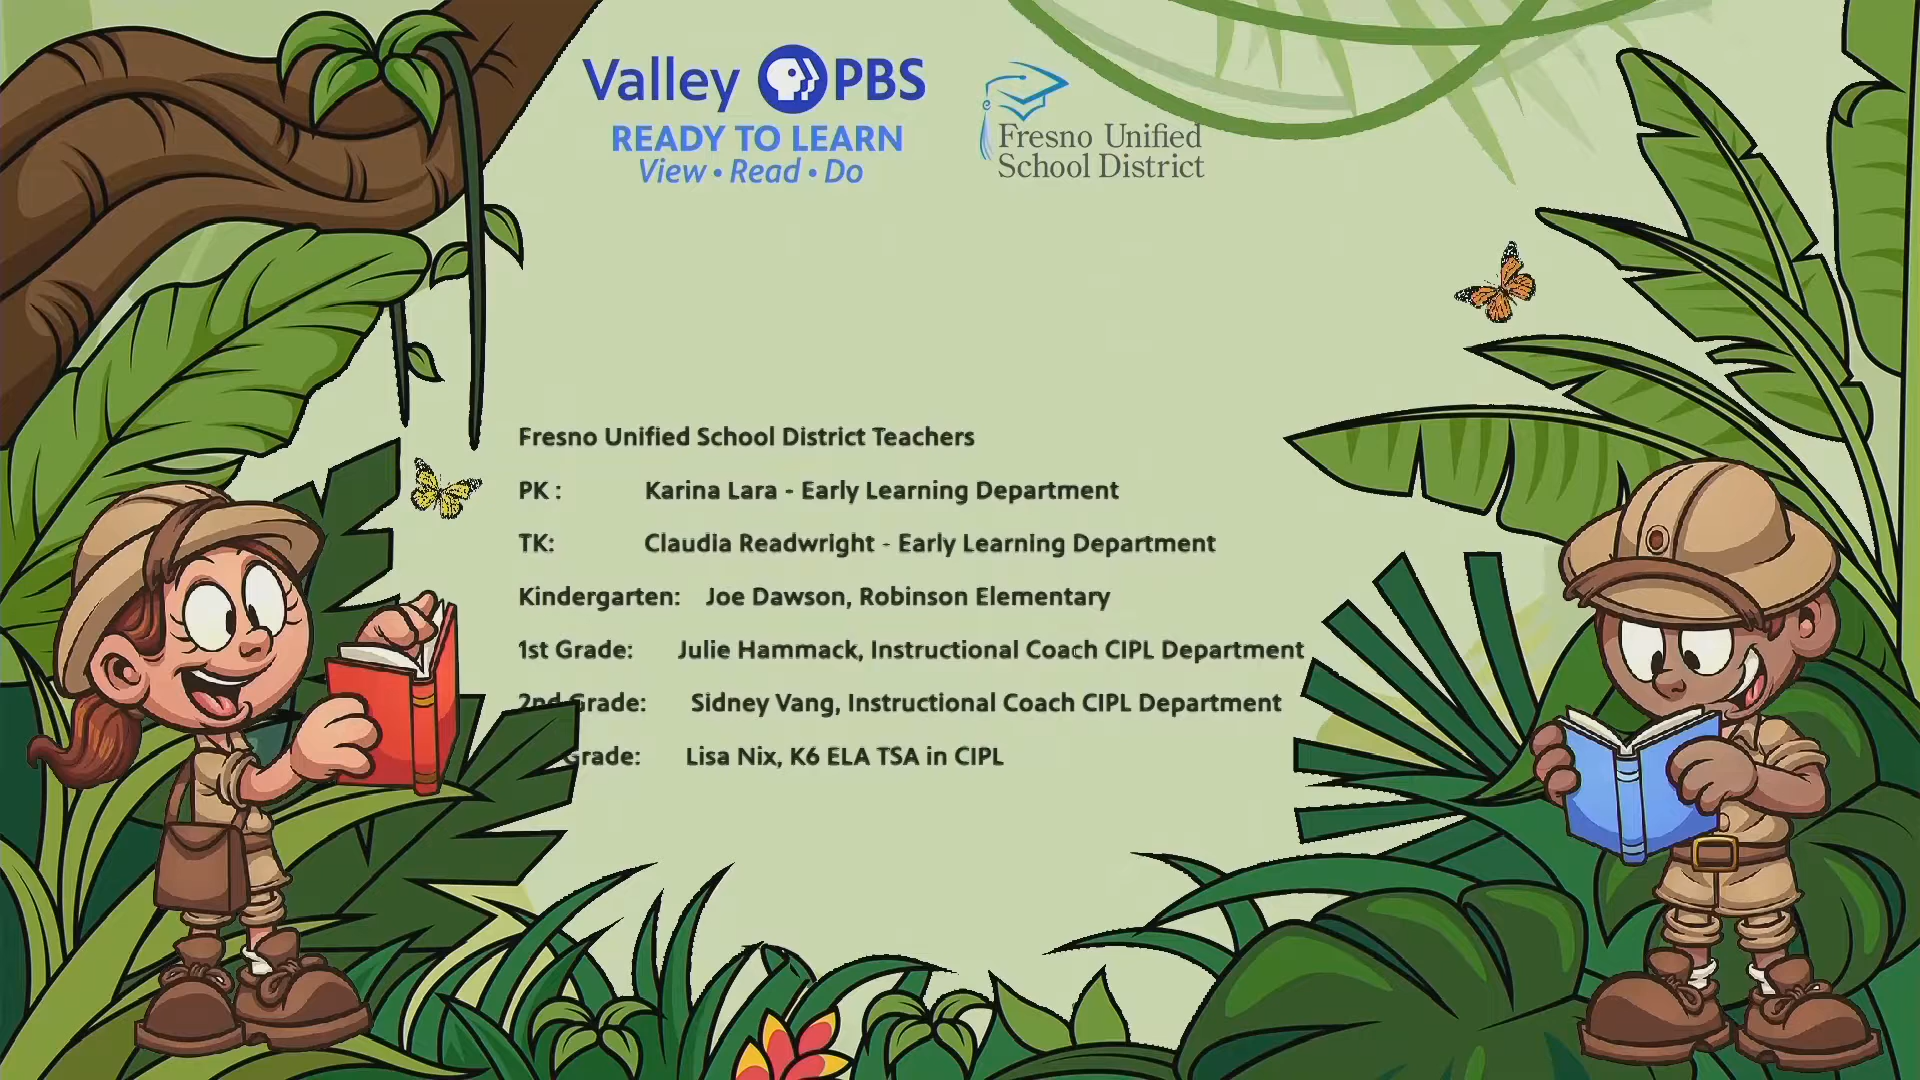 Valley PBS
READY TO LEARN
View • Read • Do
Fresno Unified
School District
Fresno Unified School District Teachers
PK : Karina Lara - Early Learning Department
TK: Claudia Readwright - Early Learning Department
Kindergarten: Joe Dawson, Robinson Elementary
1st Grade: Julie Hammack, Instructional Coach CIPL Department
2nd Grade: Sidney Vang, Instructional Coach CIPL Department
Grade: Lisa Nix, K6 ELA TSA in CIPL